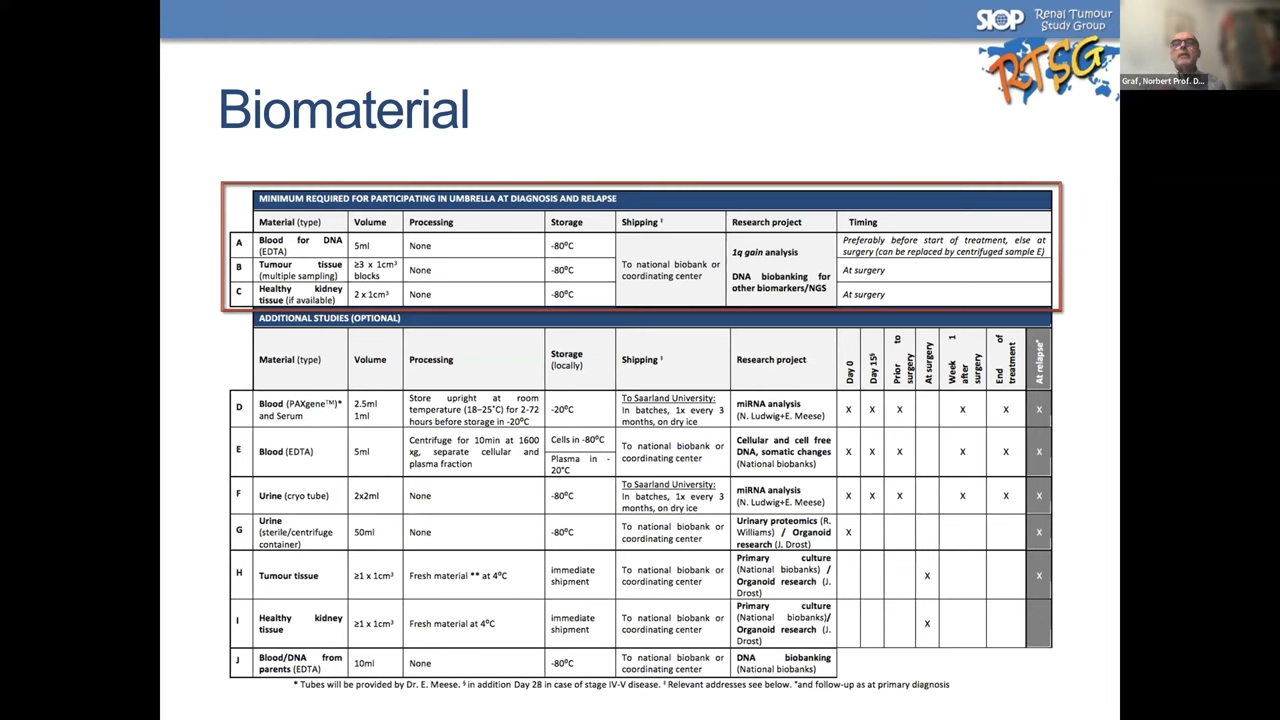 SIOP Renal Tumour
Study Group
RTSG
Graf, Norbert Prof. D...
Biomaterial
MINIMUM REQUIRED FOR PARTICIPATING IN UMBRELLA AT DIAGNOSIS AND RELAPSE
Material (type) Volume Processing Storage Shipping ‡ Research project Timing
A Blood for DNA (EDTA) 5ml None -80°C To national biobank or coordinating center 1q gain analysis DNA biobanking for other biomarkers/NGS Preferably before start of treatment, else at surgery (can be replaced by centrifuged sample E)
B Tumour tissue (multiple sampling) ≥3 x 1cm³ blocks None -80°C At surgery
C Healthy kidney tissue (if available) 2 x 1cm³ None -80°C At surgery
ADDITIONAL STUDIES (OPTIONAL)
Material (type) Volume Processing Storage (locally) Shipping ‡ Research project Day 0 Day 15§ Prior to surgery At surgery Week 1 after surgery End of treatment At relapse°
D Blood (PAXgene™)* and Serum 2.5ml 1ml Store upright at room temperature (18–25°C) for 2-72 hours before storage in -20°C -20°C To Saarland University: In batches, 1x every 3 months, on dry ice miRNA analysis (N. Ludwig+E. Meese) X X X X X X
E Blood (EDTA) 5ml Centrifuge for 10min at 1600 xg, separate cellular and plasma fraction Cells in -80°C Plasma in -20°C To national biobank or coordinating center Cellular and cell free DNA, somatic changes (National biobanks) X X X X X X
F Urine (cryo tube) 2x2ml None -80°C To Saarland University: In batches, 1x every 3 months, on dry ice miRNA analysis (N. Ludwig+E. Meese) X X X X X X
G Urine (sterile/centrifuge container) 50ml None -80°C To national biobank or coordinating center Urinary proteomics (R. Williams) / Organoid research (J. Drost) X X
H Tumour tissue ≥1 x 1cm³ Fresh material ** at 4°C immediate shipment To national biobank or coordinating center Primary culture (National biobanks) / Organoid research (J. Drost) X X
I Healthy kidney tissue ≥1 x 1cm³ Fresh material at 4°C immediate shipment To national biobank or coordinating center Primary culture (National biobanks)/ Organoid research (J. Drost) X
J Blood/DNA from parents (EDTA) 10ml None -80°C To national biobank or coordinating center DNA biobanking (National biobanks)
* Tubes will be provided by Dr. E. Meese. § in addition Day 28 in case of stage IV-V disease. ‡ Relevant addresses see below. °and follow-up as at primary diagnosis